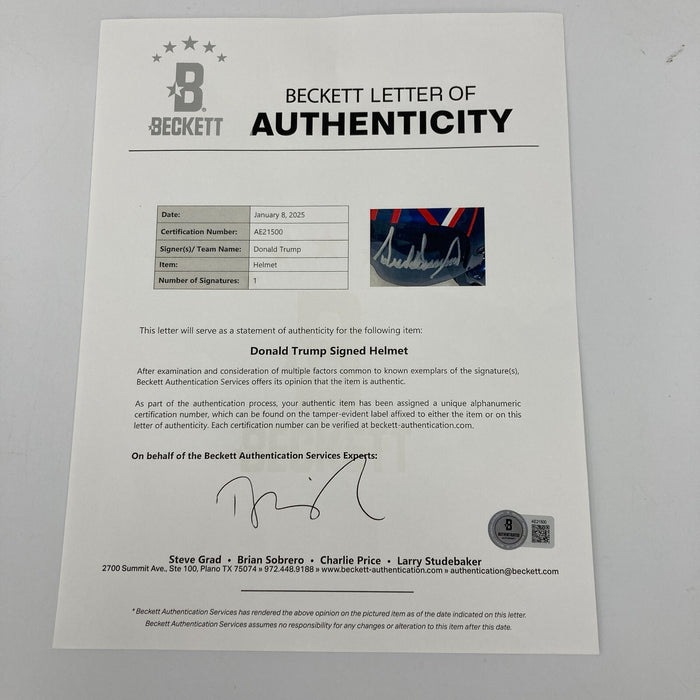 B
BECKETT
BECKETT LETTER OF
AUTHENTICITY
Date: January 8, 2025
Certification Number: AE21500
Signer(s)/ Team Name: Donald Trump
Item: Helmet
Number of Signatures: 1
This letter will serve as a statement of authenticity for the following item:
Donald Trump Signed Helmet
After examination and consideration of multiple factors common to known exemplars of the signature(s),
Beckett Authentication Services offers its opinion that the item is authentic.
As part of the authentication process, your authentic item has been assigned a unique alphanumeric
certification number, which can be found on the tamper-evident label affixed to either the item or on this
letter of authenticity. Each certification number can be verified at beckett-authentication.com.
On behalf of the Beckett Authentication Services Experts:
B
AE21500
Steve Grad • Brian Sobrero • Charlie Price • Larry Studebaker
2700 Summit Ave., Ste 100, Plano TX 75074 » 972.448.9188 » www.beckett-authentication.com » authentication@beckett.com
*Beckett Authentication Services has rendered the above opinion on the pictured item as of the date indicated on this letter.
Beckett Authentication Services assumes no responsibility for any changes or alteration to this item after this date.